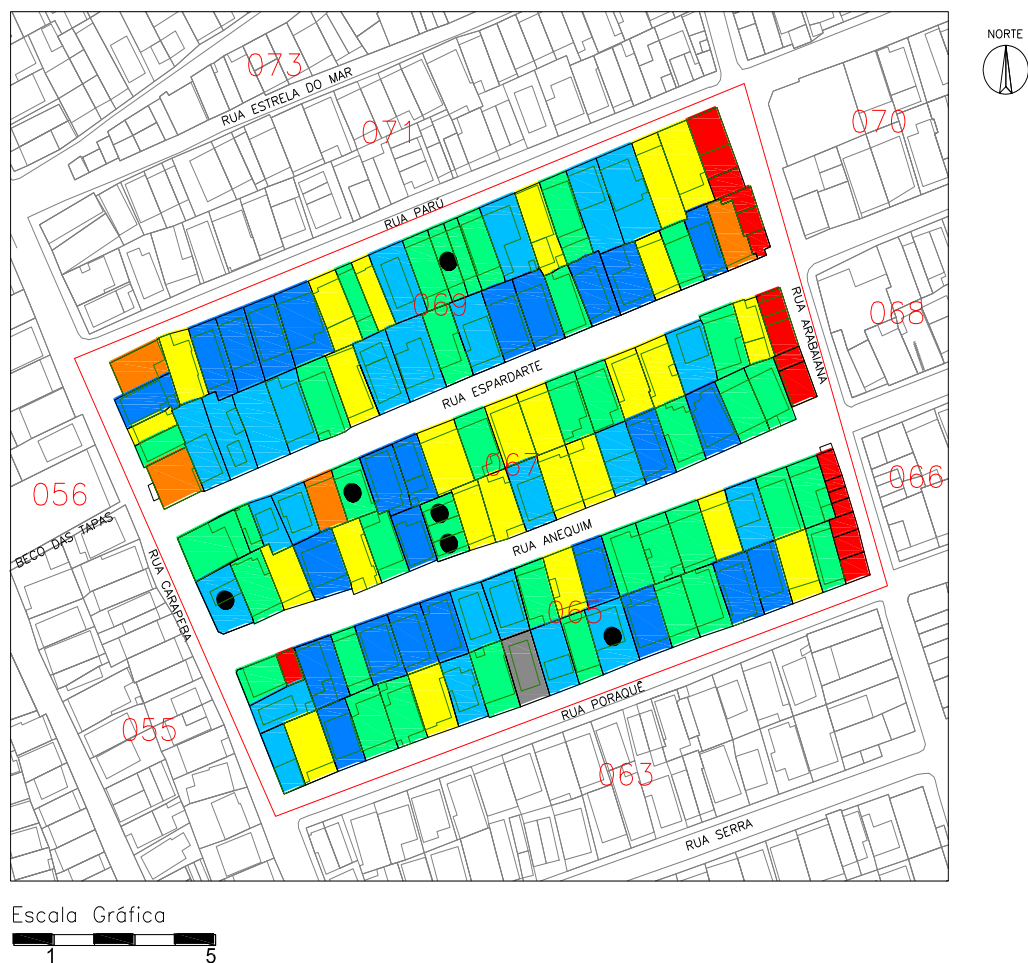 NORTE
073
RUA ESTRELA DO MAR
071
070
RUA PARÚ
069
RUA ARABAIANA
068
RUA ESPARDARTE
067
066
056
BECO DAS TAPAS
RUA ANEQUIM
RUA CARAPEBA
065
RUA PORAQUÊ
055
063
RUA SERRA
Escala Gráfica
1 5